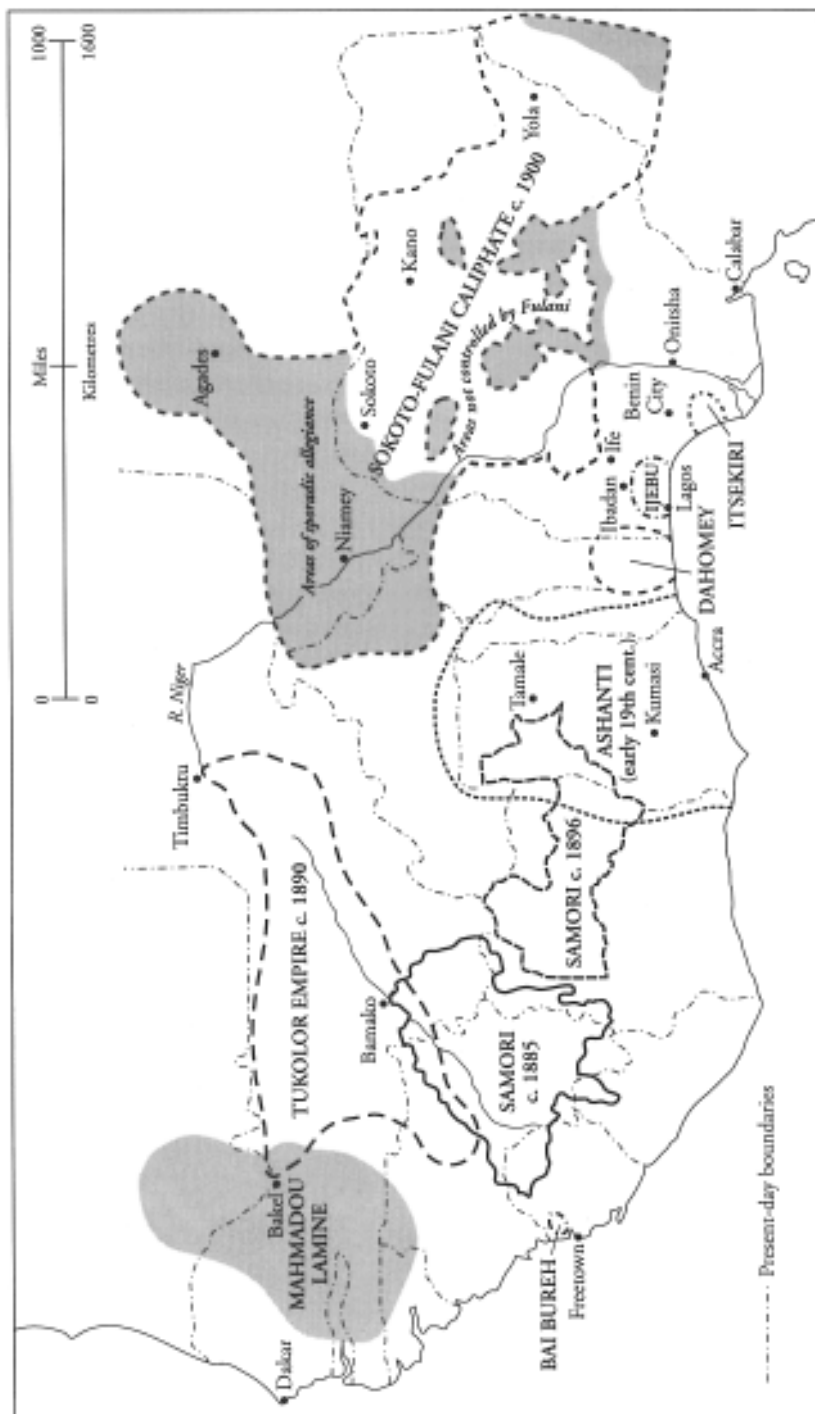 0
Miles
1000
0
Kilometres
1600
R. Niger
Timbukru
Agades
Areas of sporadic allegiance
Niamey
Sokoto
Kano
SOKOTO-FULANI CALIPHATE c. 1900
Areas not controlled by Fulani
Yola
TUKOLOR EMPIRE c. 1890
Bakel
MAHMADOU
LAMINE
Dakar
Bamako
SAMORI
c. 1885
SAMORI c. 1896
Tamale
ASHANTI
(early 19th cent.)
Kumasi
Accra
BAI BUREH
Freetown
Ibadan
Ife
IJEBU
Lagos
DAHOMEY
Benin
City
Onitsha
ITSEKIRI
Calabar
Present-day boundaries